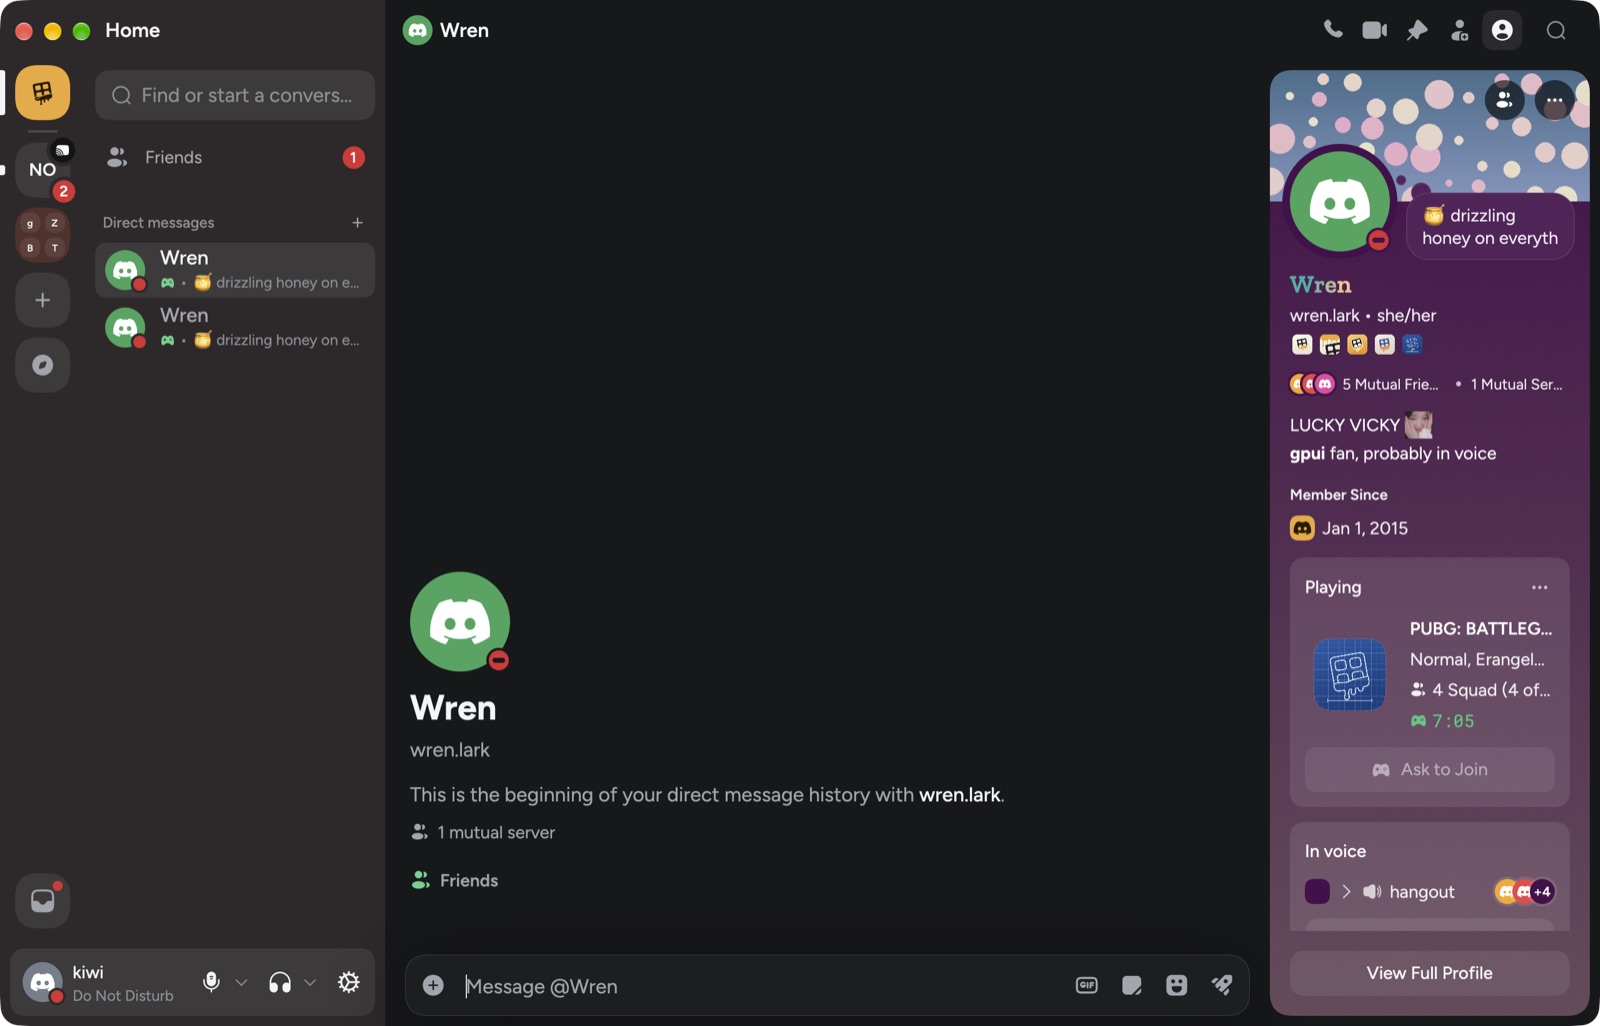 Home
Find or start a convers...
Friends
1
NO
2
g Z
B T
Direct messages
Wren
drizzling honey on e...
Wren
drizzling honey on e...
kiwi
Do Not Disturb
Wren
Wren
wren.lark
This is the beginning of your direct message history with wren.lark.
1 mutual server
Friends
Message @Wren
GIF
drizzling
honey on everyth
Wren
wren.lark • she/her
5 Mutual Frie... • 1 Mutual Ser...
LUCKY VICKY
gpui fan, probably in voice
Member Since
Jan 1, 2015
Playing
PUBG: BATTLEG...
Normal, Erangel...
4 Squad (4 of...
7:05
Ask to Join
In voice
hangout
+4
View Full Profile